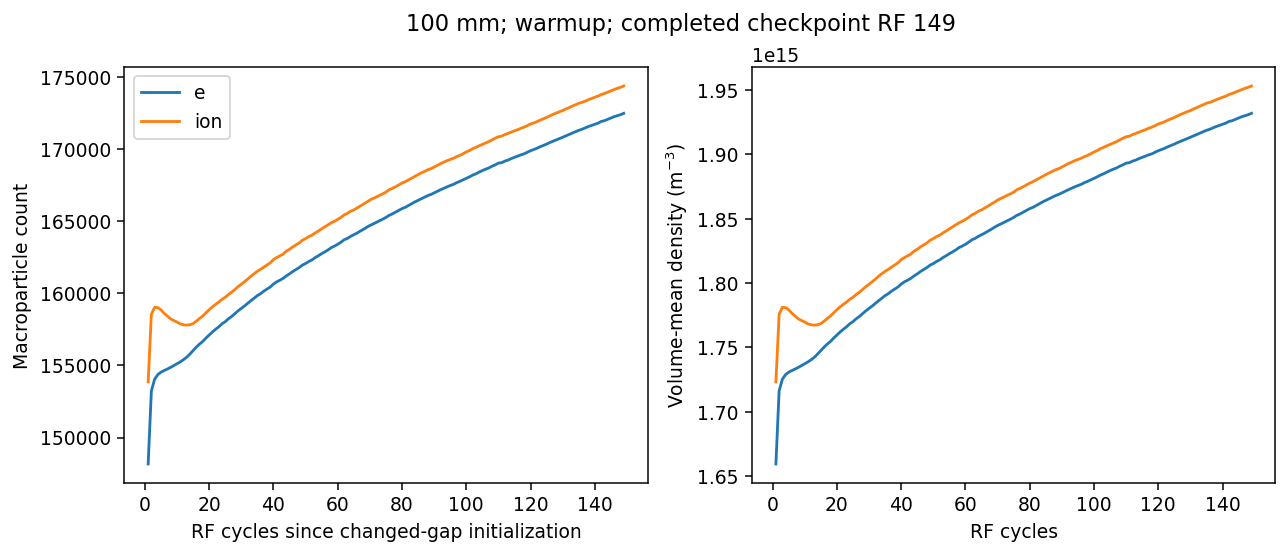 100 mm; warmup; completed checkpoint RF 149
Macroparticle count
175000
170000
165000
160000
155000
150000
e
ion
0 20 40 60 80 100 120 140
RF cycles since changed-gap initialization
1e15
Volume-mean density (m⁻³)
1.95
1.90
1.85
1.80
1.75
1.70
1.65
0 20 40 60 80 100 120 140
RF cycles